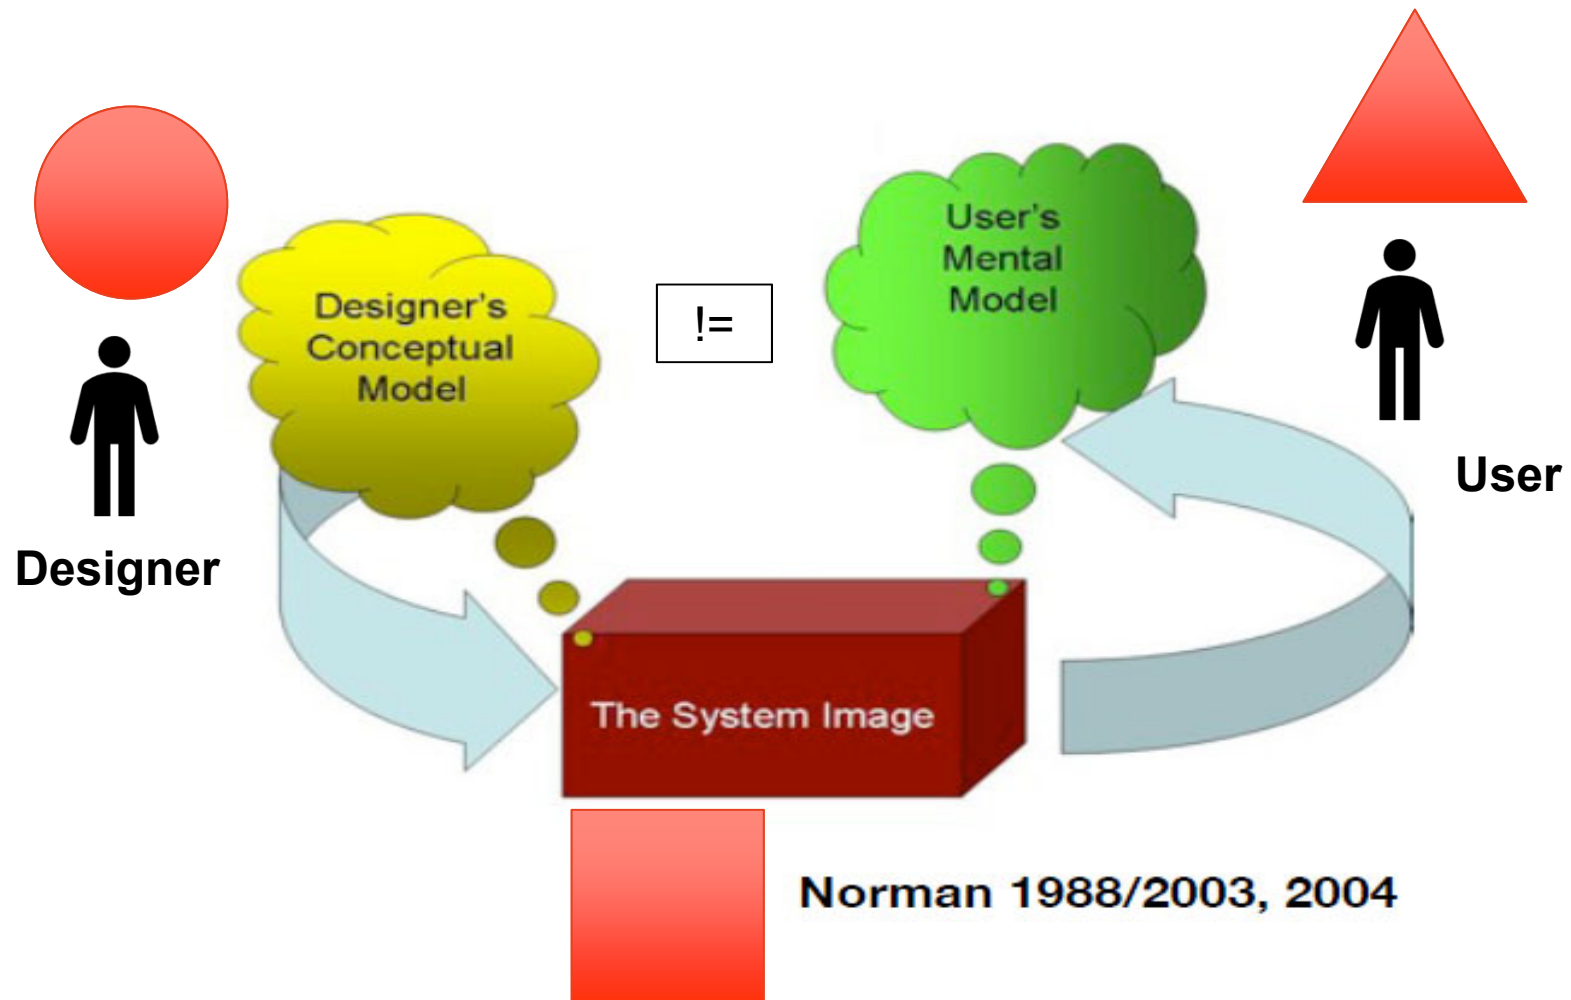 Designer's
Conceptual
Model
!=
User's
Mental
Model
Designer
User
The System Image
Norman 1988/2003, 2004